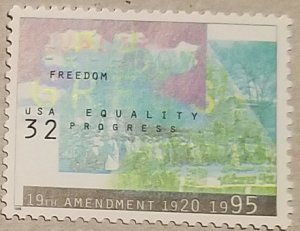 FREEDOM
USA EQUALITY
32 PROGRESS
19TH AMENDMENT 1920 1995